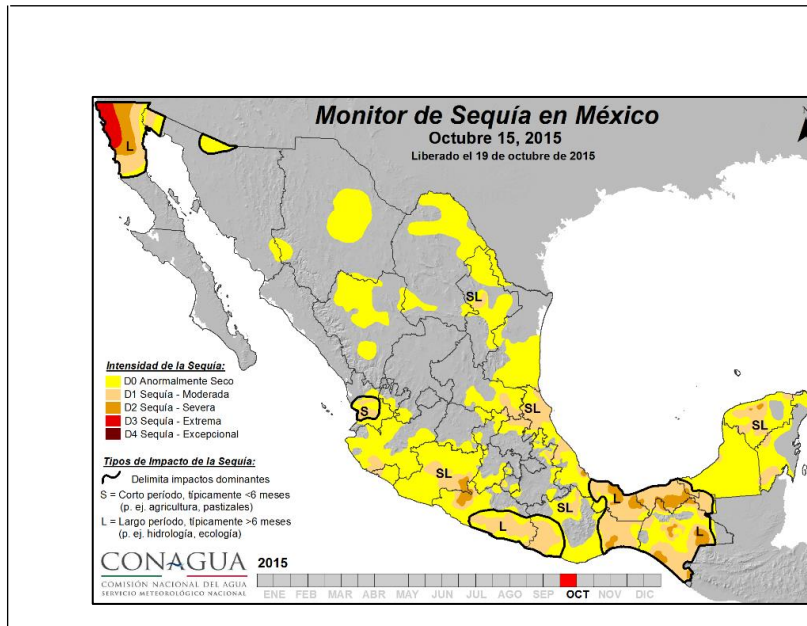 Monitor de Sequía en México
Octubre 15, 2015
Liberado el 19 de octubre de 2015
L
SL
S
SL
SL
SL
SL
L
L
L
Intensidad de la Sequía:
D0 Anormalmente Seco
D1 Sequía - Moderada
D2 Sequía - Severa
D3 Sequía - Extrema
D4 Sequía - Excepcional
Tipos de Impacto de la Sequía:
Delimita impactos dominantes
S = Corto período, típicamente <6 meses
(p. ej. agricultura, pastizales)
L = Largo período, típicamente >6 meses
(p. ej. hidrología, ecología)
CONAGUA
COMISIÓN NACIONAL DEL AGUA
SERVICIO METEOROLÓGICO NACIONAL
2015
ENE FEB MAR ABR MAY JUN JUL AGO SEP OCT NOV DIC